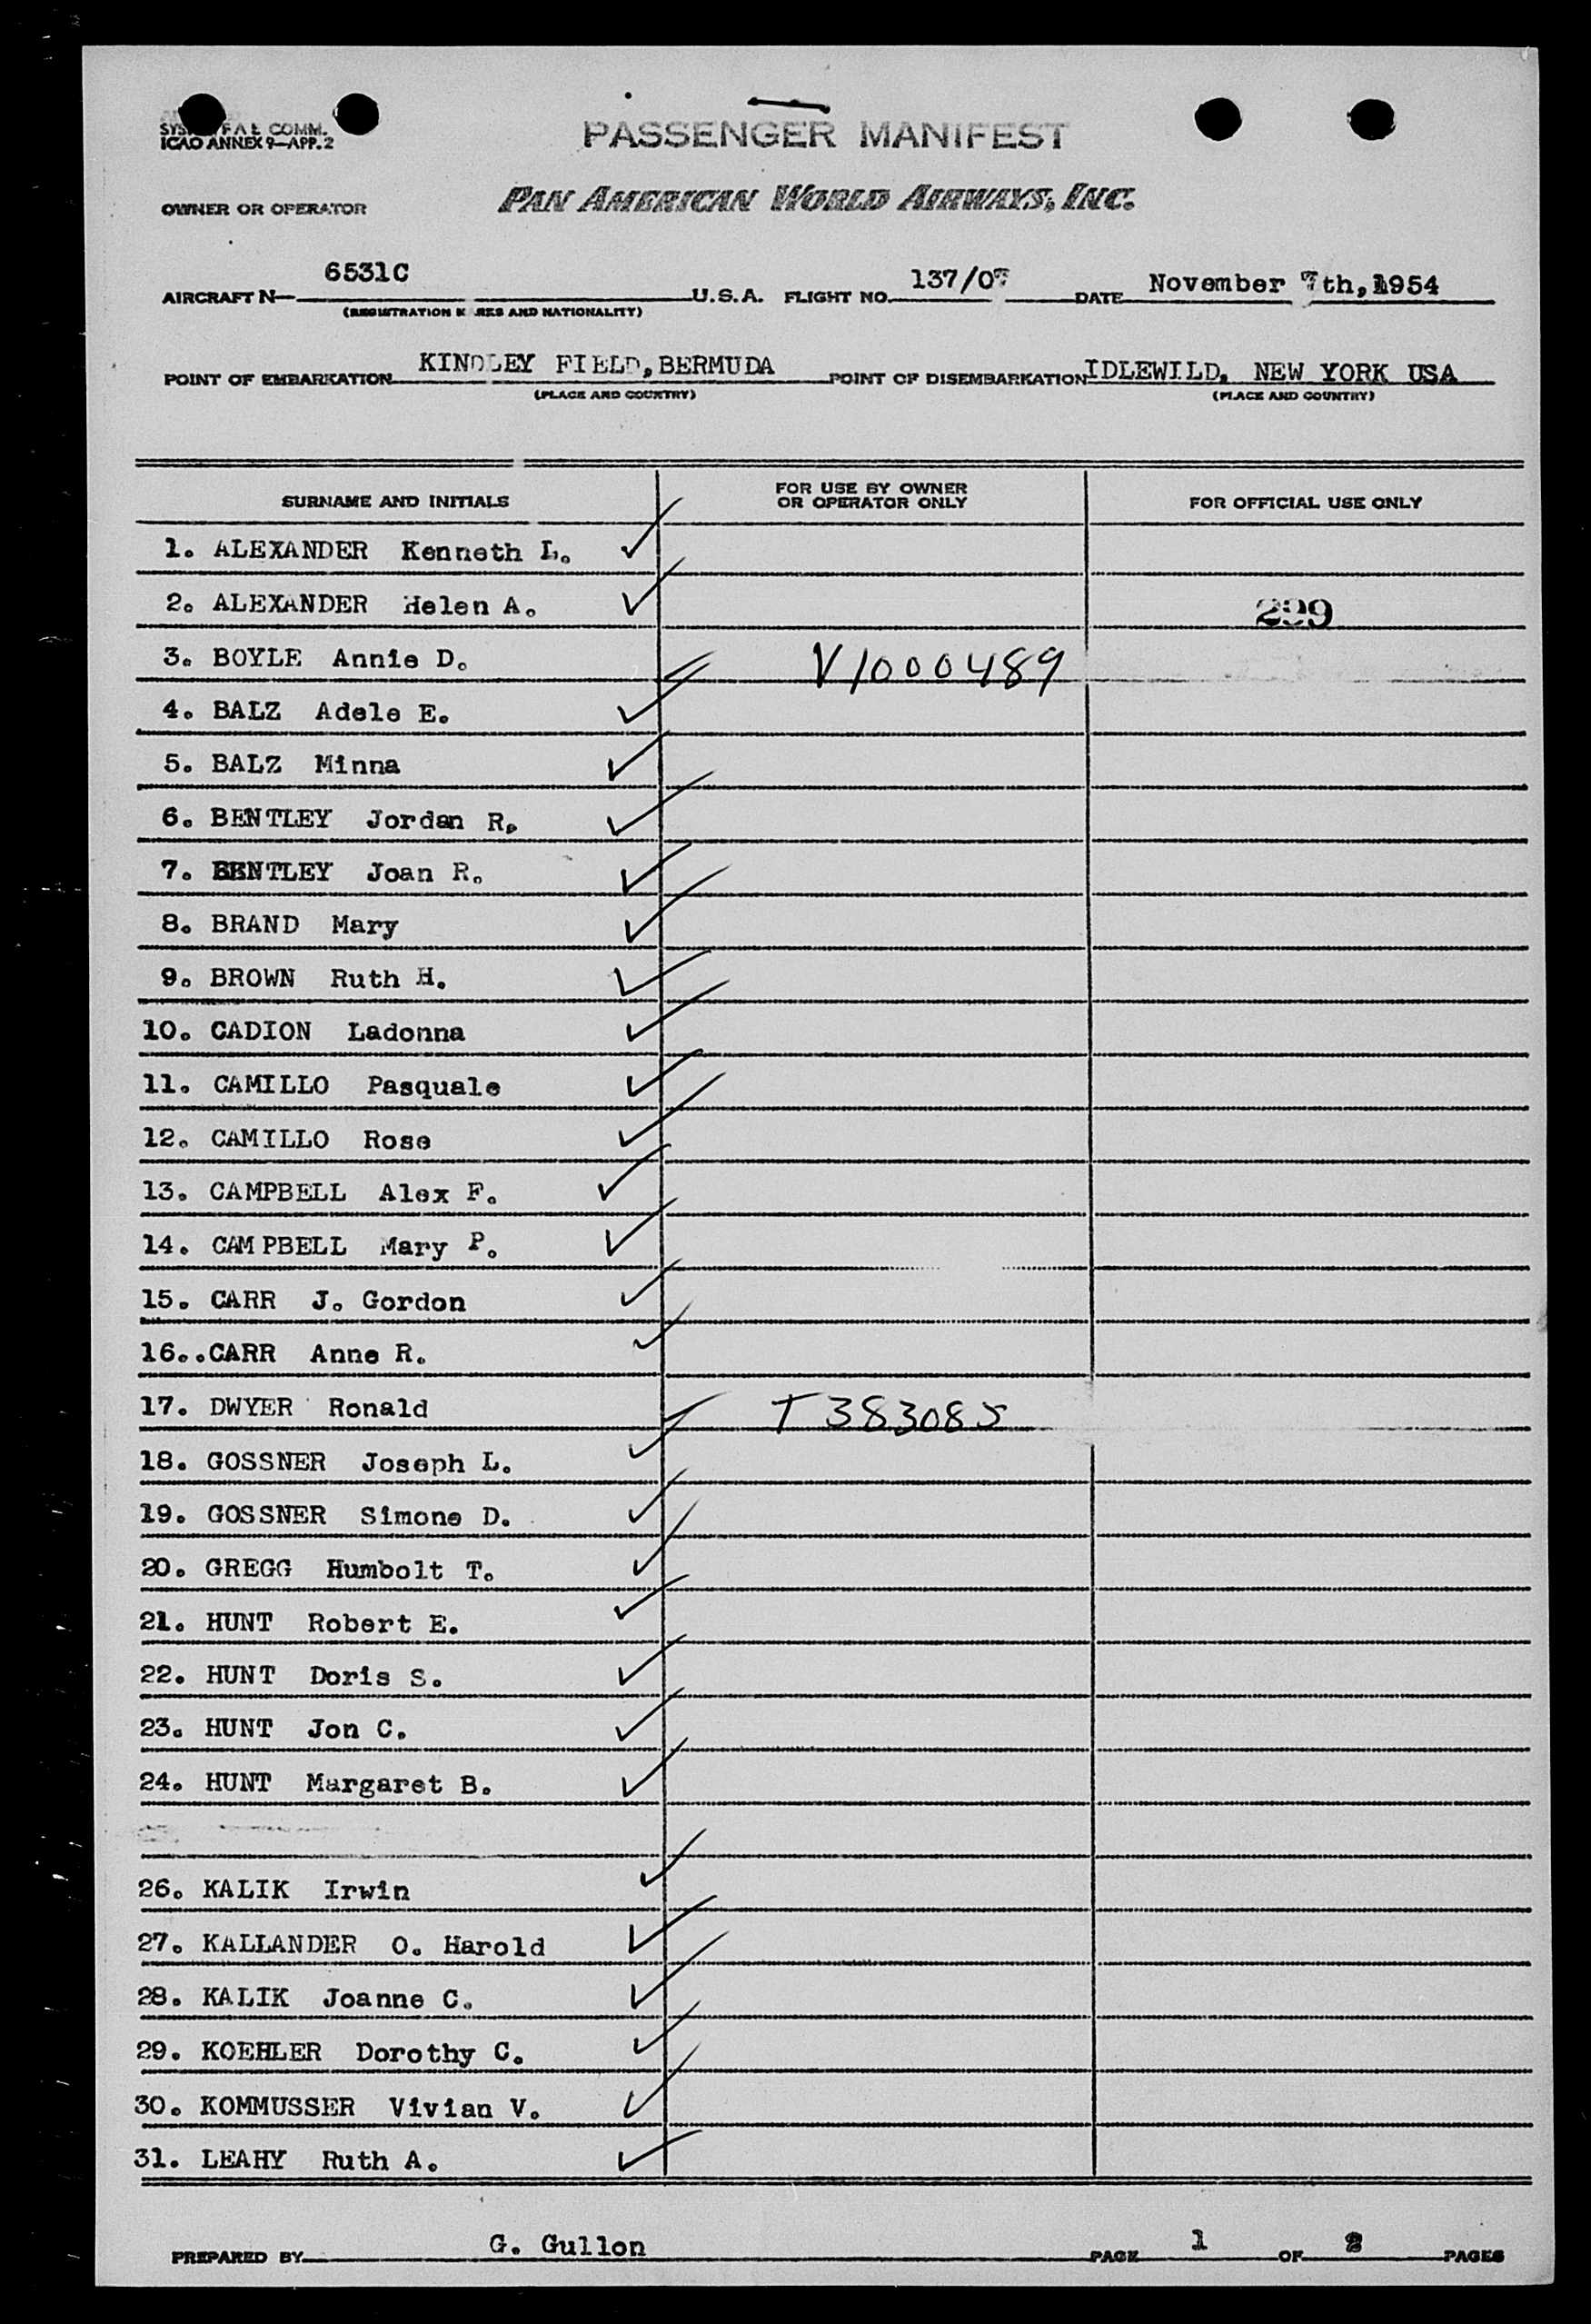 SYS F A L COMM.
ICAO ANNEX 9—APP. 2
PASSENGER MANIFEST
OWNER OR OPERATOR PAN AMERICAN WORLD AIRWAYS, INC.
AIRCRAFT N— 6531C U.S.A. FLIGHT NO. 137/07 DATE November 7th, 1954
(REGISTRATION MARKS AND NATIONALITY)
POINT OF EMBARKATION KINDLEY FIELD, BERMUDA POINT OF DISEMBARKATION IDLEWILD, NEW YORK USA
(PLACE AND COUNTRY) (PLACE AND COUNTRY)
SURNAME AND INITIALS FOR USE BY OWNER OR OPERATOR ONLY FOR OFFICIAL USE ONLY
1. ALEXANDER Kenneth L. ✓
2. ALEXANDER Helen A. ✓ 299
3. BOYLE Annie D. V1000489
4. BALZ Adele E. ✓
5. BALZ Minna ✓
6. BENTLEY Jordan R. ✓
7. BENTLEY Joan R. ✓
8. BRAND Mary ✓
9. BROWN Ruth H. ✓
10. CADION Ladonna ✓
11. CAMILLO Pasquale ✓
12. CAMILLO Rose ✓
13. CAMPBELL Alex F. ✓
14. CAMPBELL Mary P. ✓
15. CARR J. Gordon ✓
16..CARR Anne R. ✓
17. DWYER Ronald T383085
18. GOSSNER Joseph L. ✓
19. GOSSNER Simone D. ✓
20. GREGG Humbolt T. ✓
21. HUNT Robert E. ✓
22. HUNT Doris S. ✓
23. HUNT Jon C. ✓
24. HUNT Margaret B. ✓
26. KALIK Irwin ✓
27. KALLANDER O. Harold ✓
28. KALIK Joanne C. ✓
29. KOEHLER Dorothy C. ✓
30. KOMMUSSER Vivian V. ✓
31. LEAHY Ruth A. ✓
PREPARED BY G. Gullon PAGE 1 OF 2 PAGES